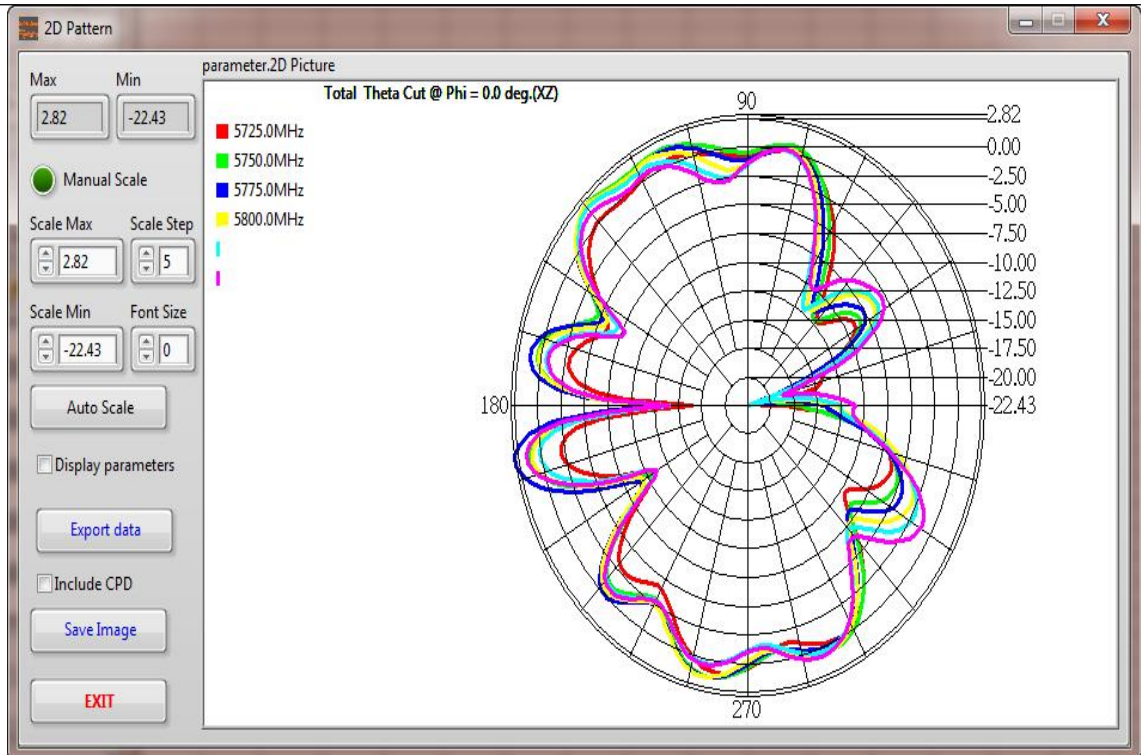 2D Pattern
X
Max Min
2.82 -22.43
Manual Scale
Scale Max Scale Step
2.82 5
Scale Min Font Size
-22.43 0
Auto Scale
Display parameters
Export data
Include CPD
Save Image
EXIT
parameter.2D Picture
Total Theta Cut @ Phi = 0.0 deg.(XZ)
5725.0MHz
5750.0MHz
5775.0MHz
5800.0MHz
90
180
270
2.82
-0.00
-2.50
-5.00
-7.50
-10.00
-12.50
-15.00
-17.50
-20.00
-22.43